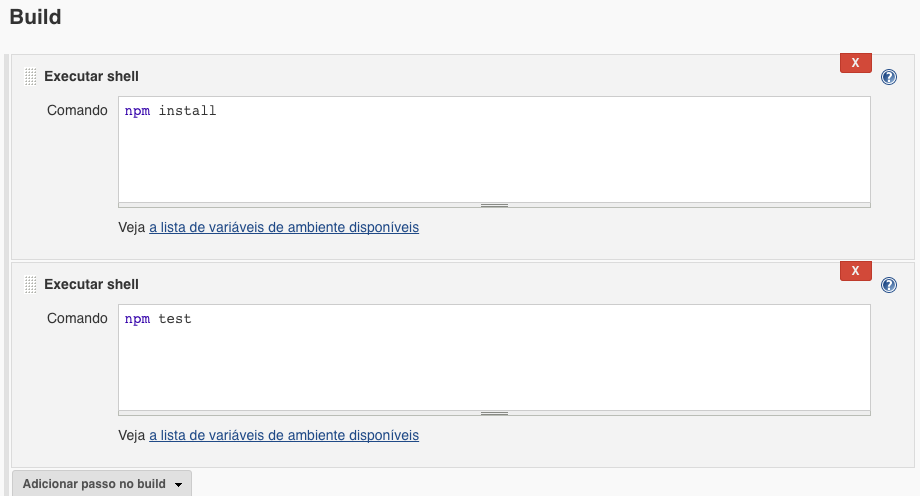 Build
X
Executar shell
?
Comando
npm install
Veja a lista de variáveis de ambiente disponíveis
X
Executar shell
?
Comando
npm test
Veja a lista de variáveis de ambiente disponíveis
Adicionar passo no build